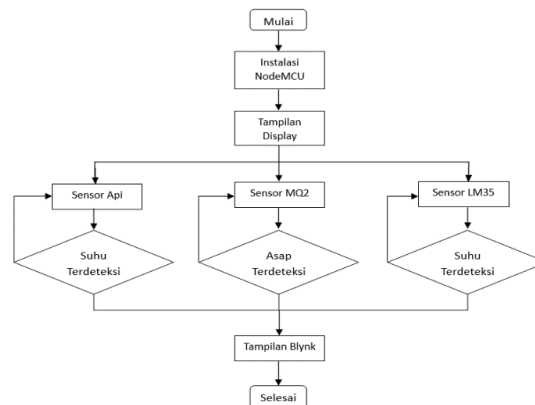 Mulai
Instalasi
NodeMCU
Tampilan
Display
Sensor Api
Sensor MQ2
Sensor LM35
Suhu
Terdeteksi
Asap
Terdeteksi
Suhu
Terdeteksi
Tampilan Blynk
Selesai